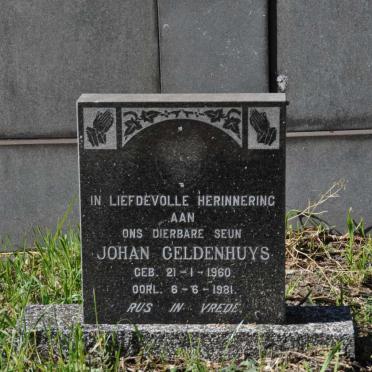 IN LIEFDEVOLLE HERINNERING
AAN
ONS DIERBARE SEUN
JOHAN GELDENHUYS
GEB. 21-1-1960
OORL. 6-6-1981.
RUS IN VREDE